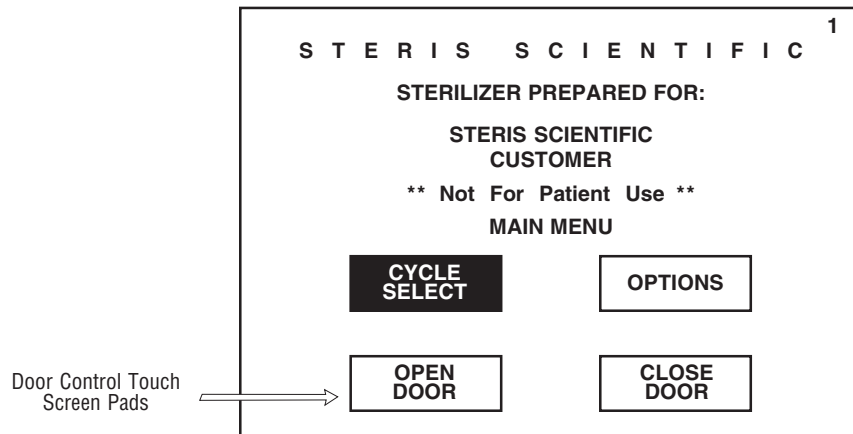 1
S T E R I S S C I E N T I F I C
STERILIZER PREPARED FOR:
STERIS SCIENTIFIC
CUSTOMER
** Not For Patient Use **
MAIN MENU
CYCLE
SELECT
OPTIONS
Door Control Touch
Screen Pads
OPEN
DOOR
CLOSE
DOOR